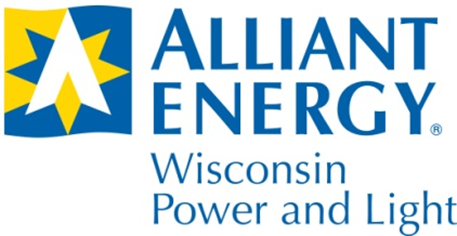 ALLIANT
ENERGY®
Wisconsin
Power and Light